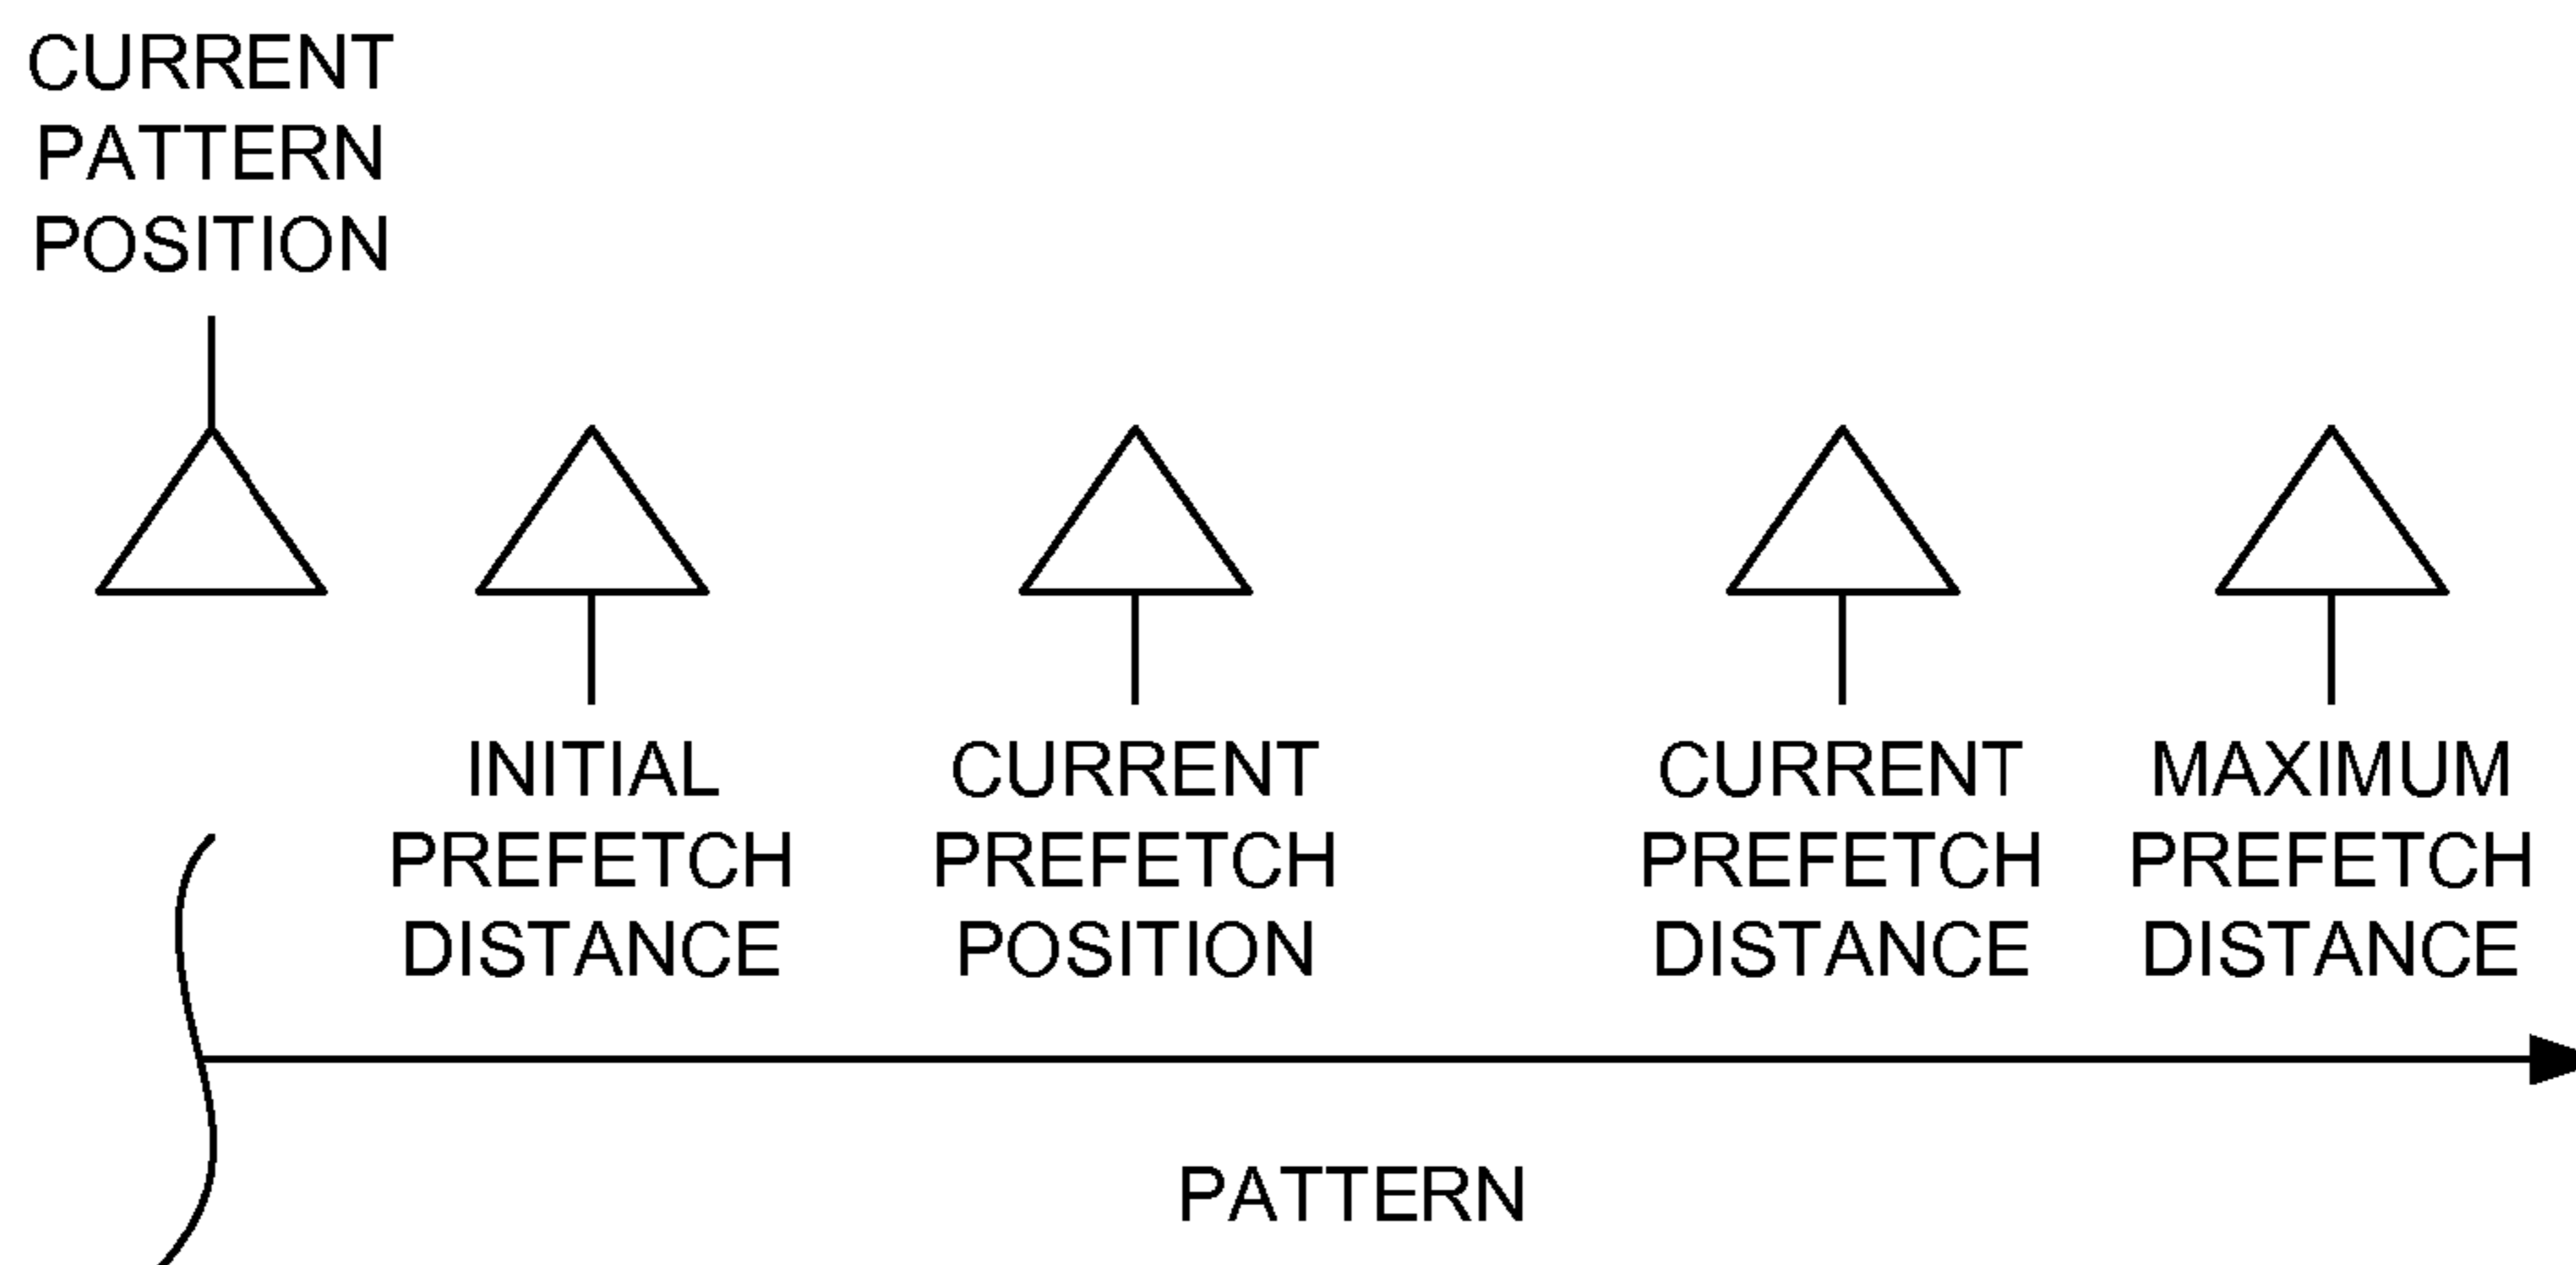 CURRENT
PATTERN
POSITION
INITIAL
PREFETCH
DISTANCE
CURRENT
PREFETCH
POSITION
CURRENT
PREFETCH
DISTANCE
MAXIMUM
PREFETCH
DISTANCE
PATTERN